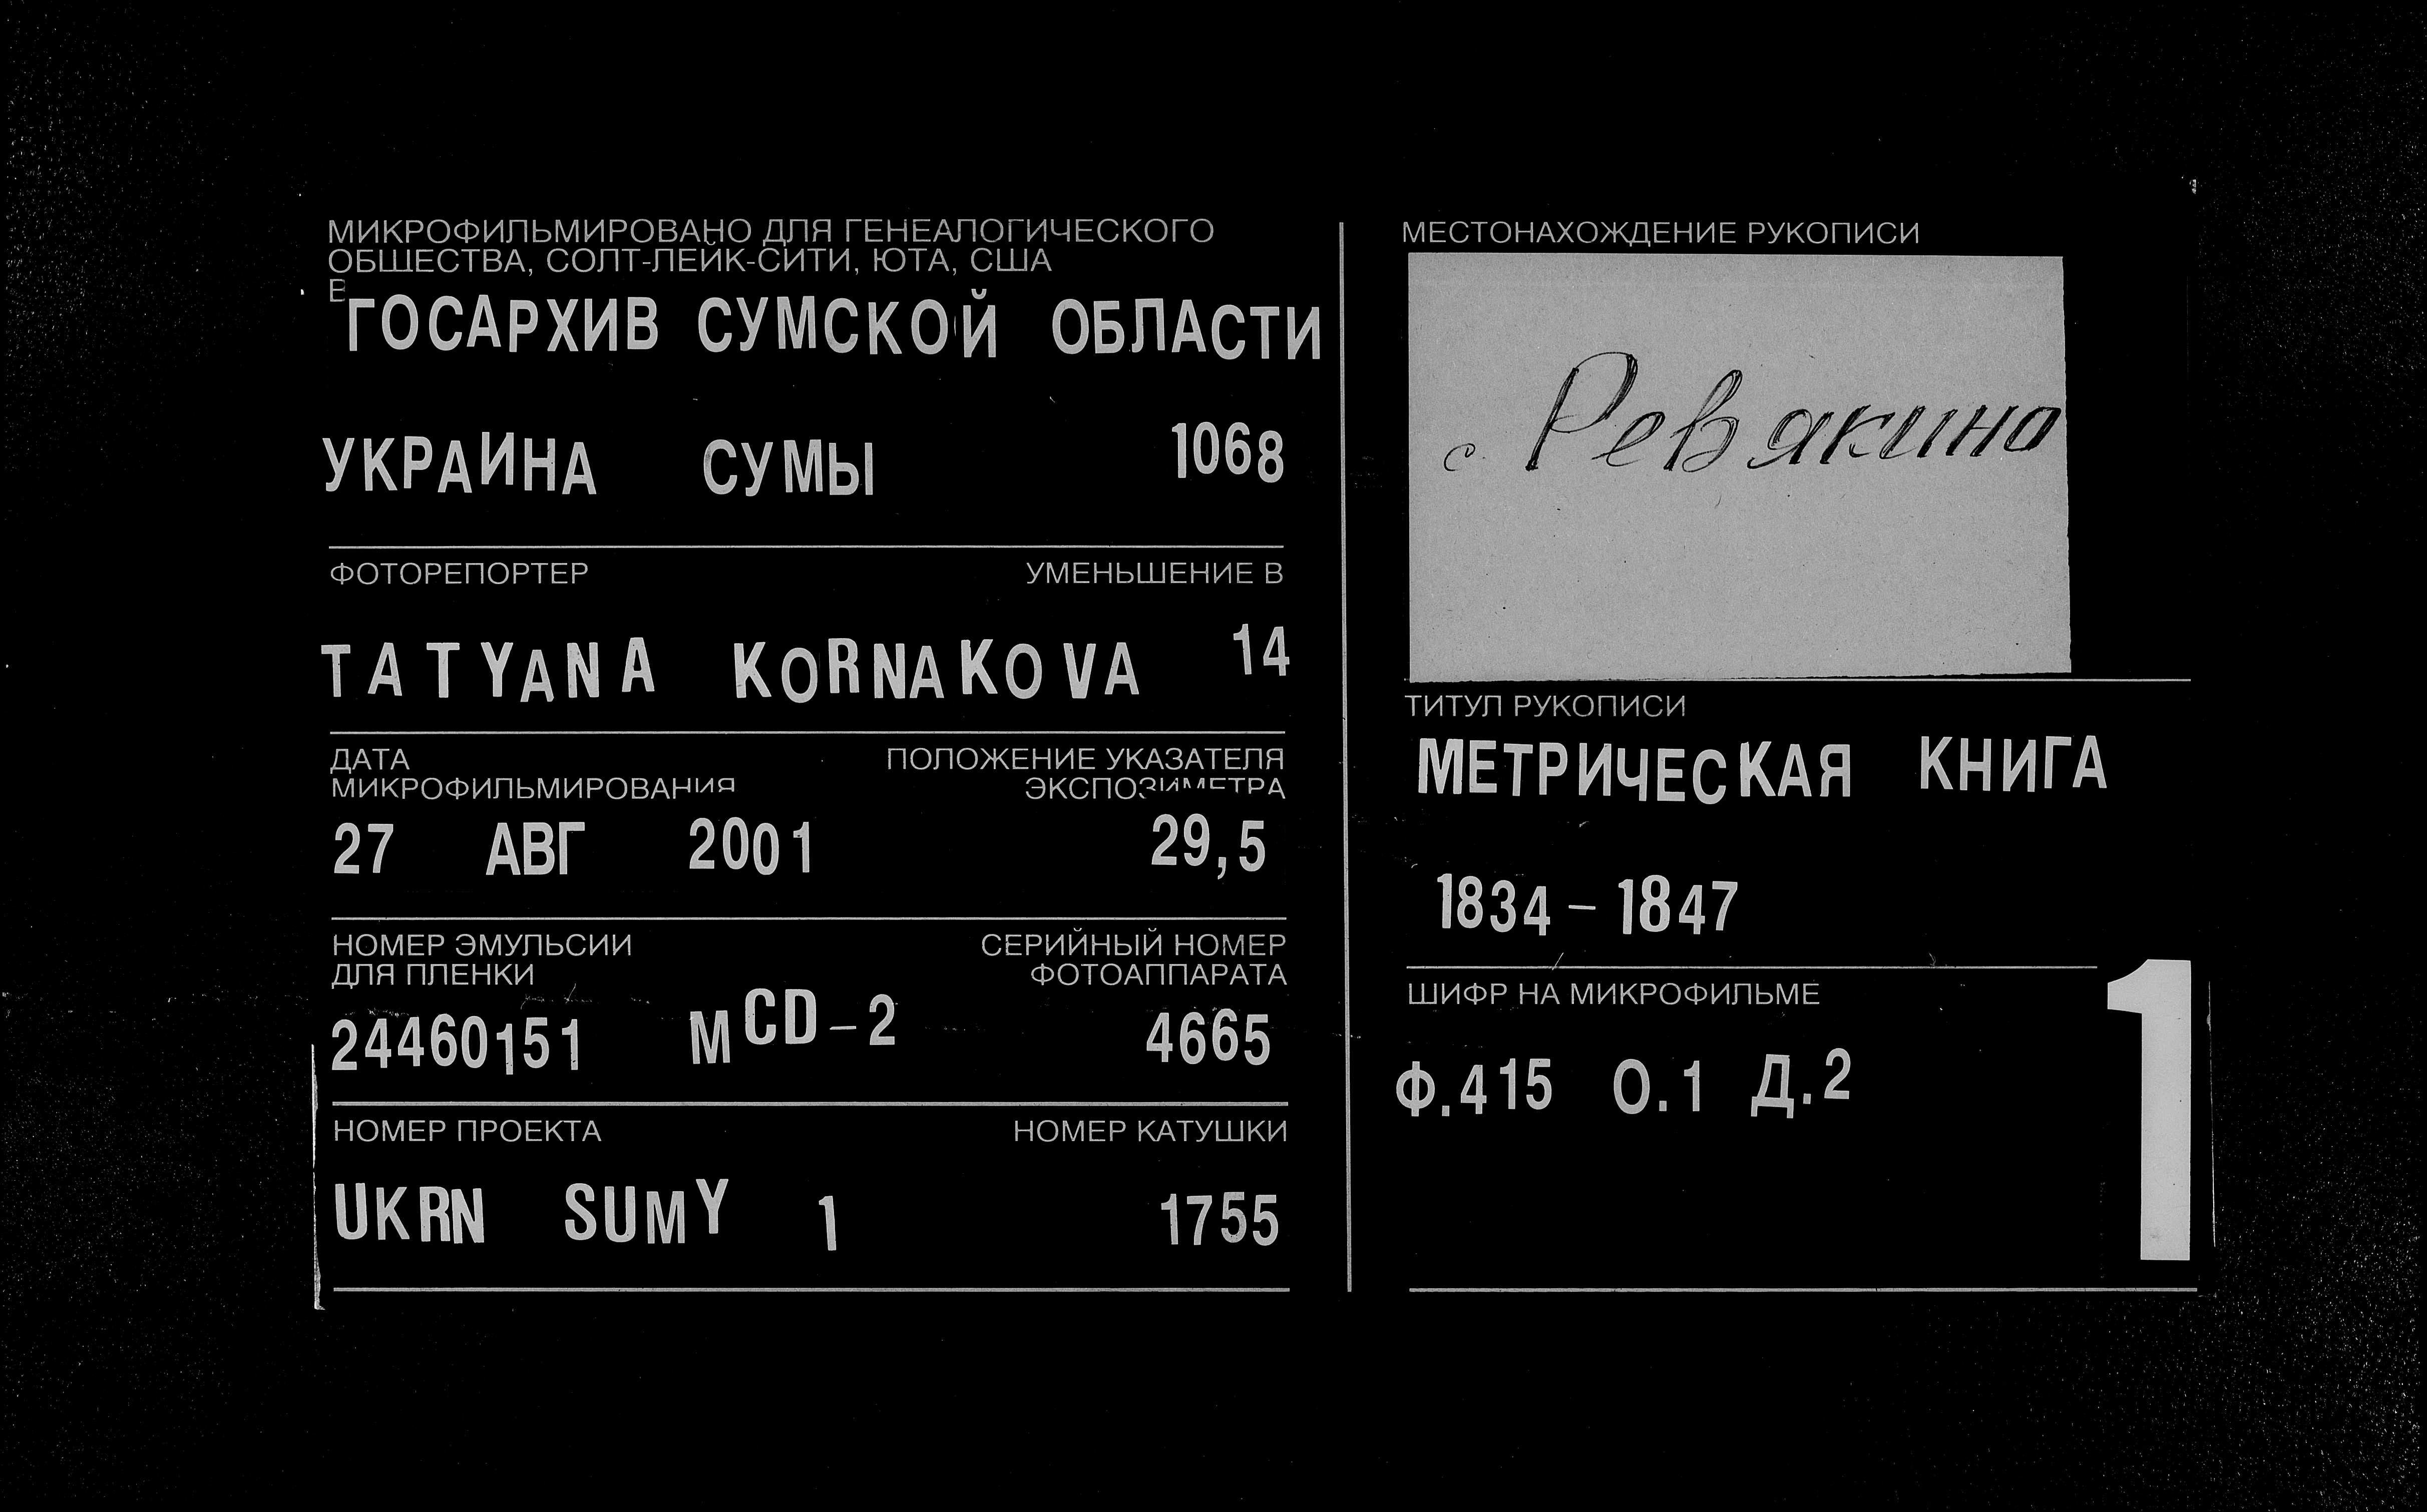 МИКРОФИЛЬМИРОВАНО ДЛЯ ГЕНЕАЛОГИЧЕСКОГО
ОБЩЕСТВА, СОЛТ-ЛЕЙК-СИТИ, ЮТА, США
В
ГОСАРХИВ СУМСКОЙ ОБЛАСТИ
УКРАИНА СУМЫ 1068
ФОТОРЕПОРТЕР УМЕНЬШЕНИЕ В
TATYANA KORNAKOVA 14
ДАТА ПОЛОЖЕНИЕ УКАЗАТЕЛЯ
МИКРОФИЛЬМИРОВАНИЯ ЭКСПОЗИМЕТРА
27 АВГ 2001 29,5
НОМЕР ЭМУЛЬСИИ СЕРИЙНЫЙ НОМЕР
ДЛЯ ПЛЕНКИ ФОТОАППАРАТА
24460151 MCD-2 4665
НОМЕР ПРОЕКТА НОМЕР КАТУШКИ
UKRN SUMY 1 1755
МЕСТОНАХОЖДЕНИЕ РУКОПИСИ
с. Ревякино
ТИТУЛ РУКОПИСИ
МЕТРИЧЕСКАЯ КНИГА
1834-1847
ШИФР НА МИКРОФИЛЬМЕ
Ф.415 О.1 Д.2
1